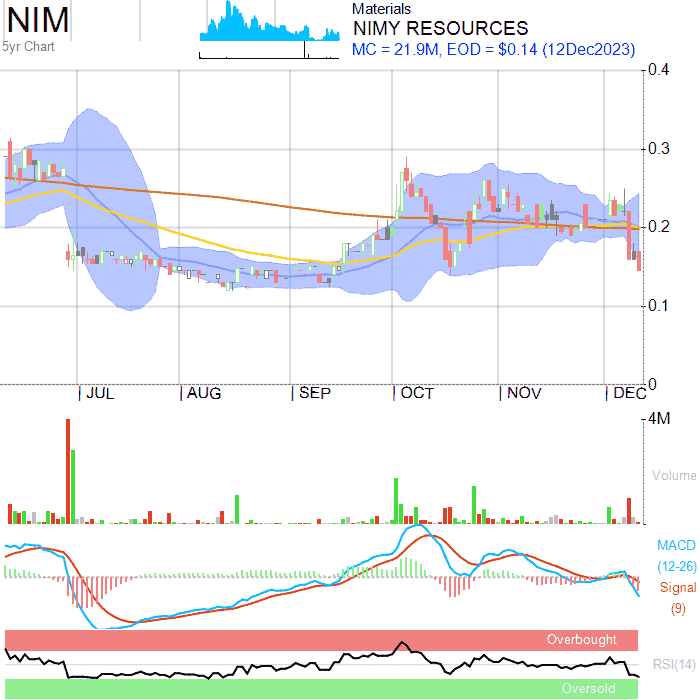 NIM
5yr Chart
Materials
NIMY RESOURCES
MC = 21.9M, EOD = $0.14 (12Dec2023)
0.4
0.3
0.2
0.1
0
JUL AUG SEP OCT NOV DEC
4M
Volume
MACD
(12-26)
Signal
(9)
Overbought
RSI(14)
Oversold